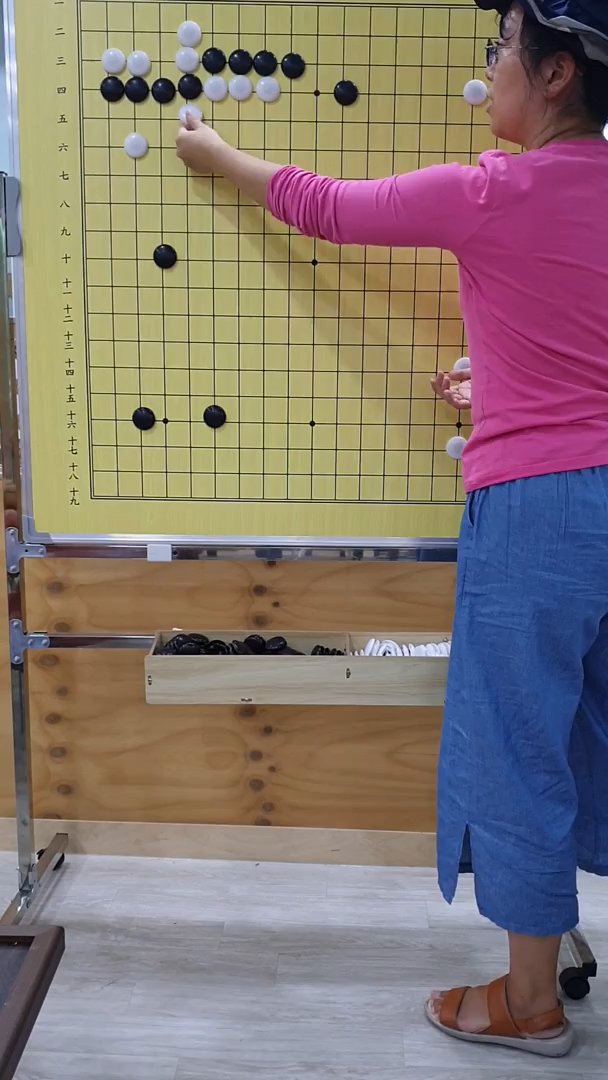 一
二
三
四
五
六
七
八
九
十
十一
十二
十三
十四
十五
十六
十七
十八
十九